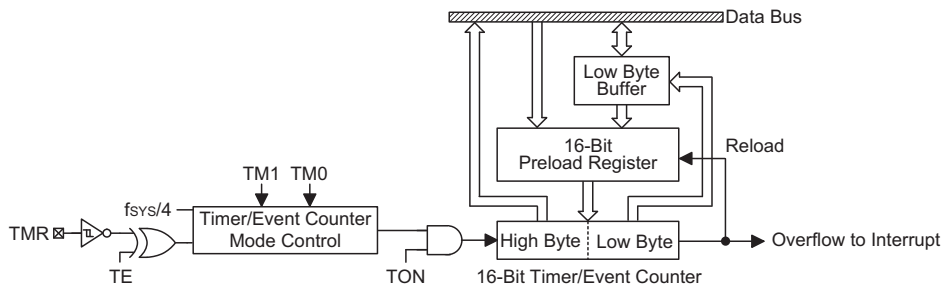 Data Bus
Low Byte
Buffer
16-Bit
Preload Register
Reload
TM1
TM0
fSYS/4
Timer/Event Counter
Mode Control
TMR
TE
TON
High Byte
Low Byte
Overflow to Interrupt
16-Bit Timer/Event Counter